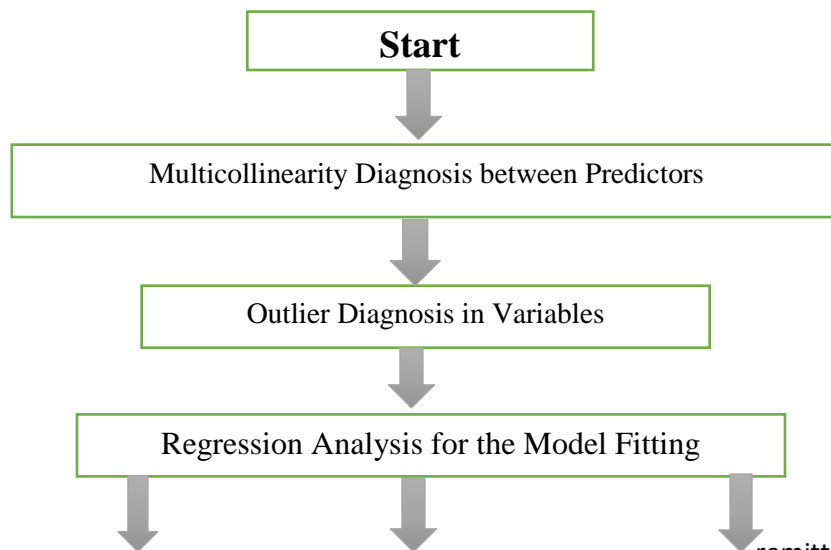 Start
Multicollinearity Diagnosis between Predictors
Outlier Diagnosis in Variables
Regression Analysis for the Model Fitting